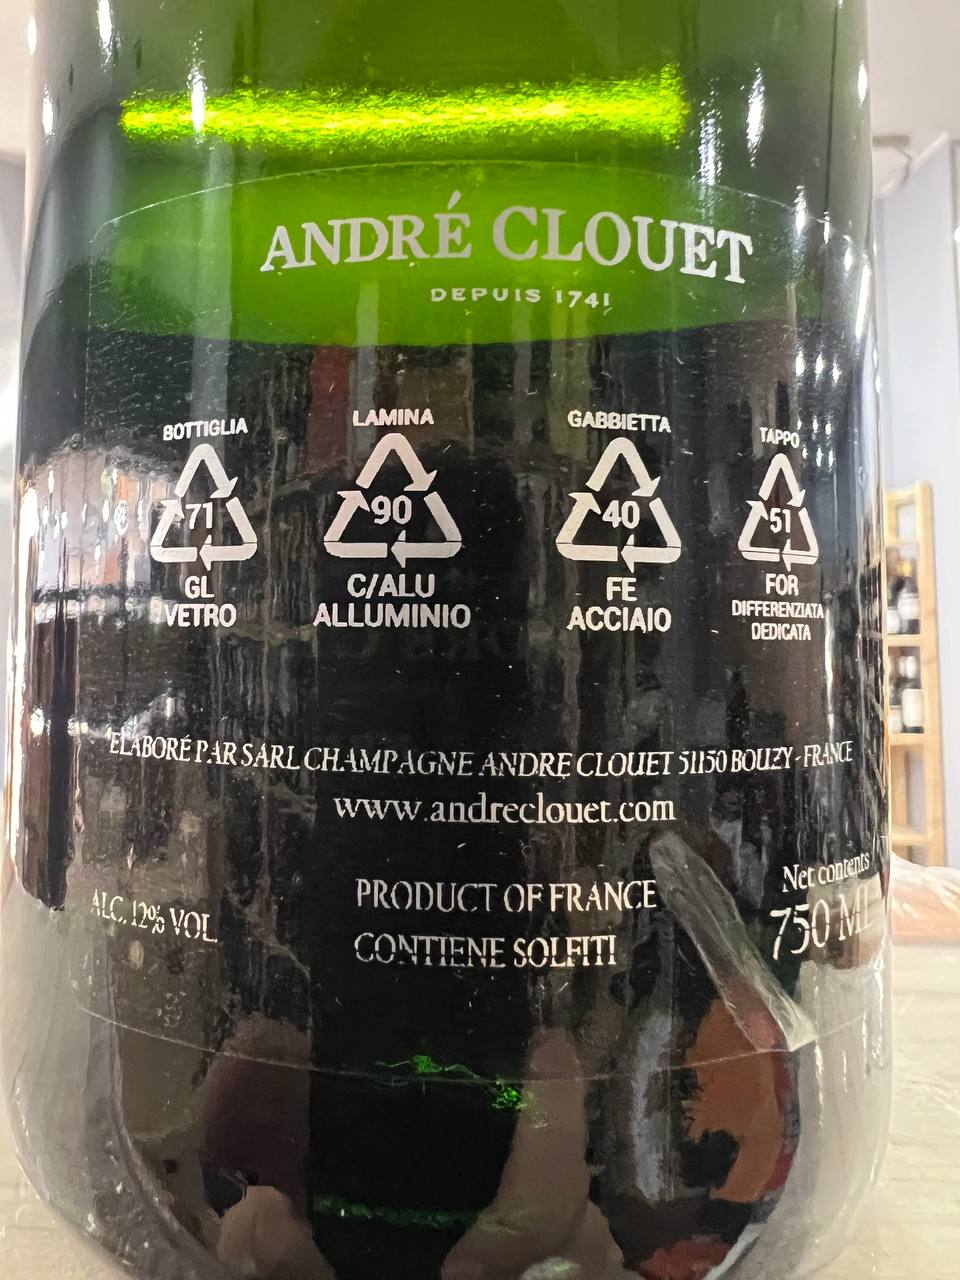 ANDRÉ CLOUET
DEPUIS 1741
BOTTIGLIA
71
GL
VETRO
LAMINA
90
C/ALU
ALLUMINIO
GABBIETTA
40
FE
ACCIAIO
TAPPO
51
FOR
DIFFERENZIATA
DEDICATA
ELABORÉ PAR SARL CHAMPAGNE ANDRE CLOUET 51150 BOUZY - FRANCE
www.andreclouet.com
ALC. 12% VOL.
PRODUCT OF FRANCE
CONTIENE SOLFITI
Net contents
750 ML